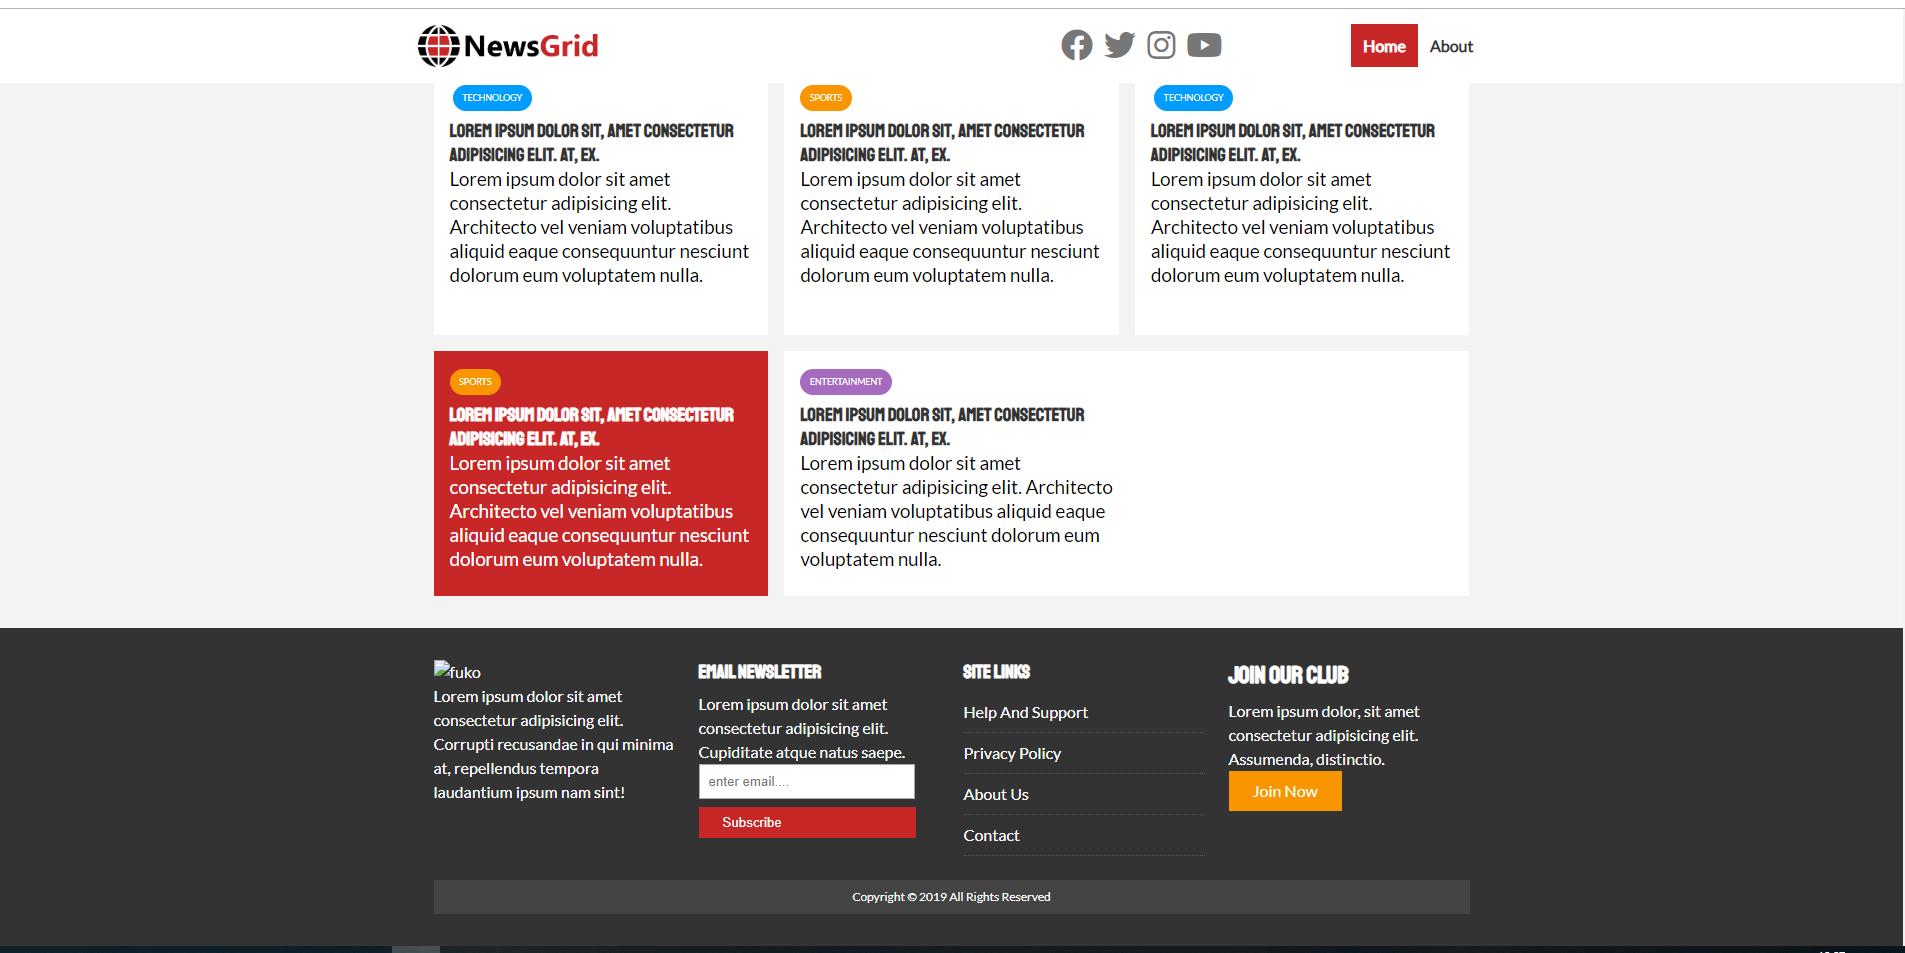 NewsGrid
Home About
TECHNOLOGY
LOREM IPSUM DOLOR SIT, AMET CONSECTETUR
ADIPISICING ELIT. AT, EX.
Lorem ipsum dolor sit amet
consectetur adipisicing elit.
Architecto vel veniam voluptatibus
aliquid eaque consequuntur nesciunt
dolorum eum voluptatem nulla.
SPORTS
LOREM IPSUM DOLOR SIT, AMET CONSECTETUR
ADIPISICING ELIT. AT, EX.
Lorem ipsum dolor sit amet
consectetur adipisicing elit.
Architecto vel veniam voluptatibus
aliquid eaque consequuntur nesciunt
dolorum eum voluptatem nulla.
TECHNOLOGY
LOREM IPSUM DOLOR SIT, AMET CONSECTETUR
ADIPISICING ELIT. AT, EX.
Lorem ipsum dolor sit amet
consectetur adipisicing elit.
Architecto vel veniam voluptatibus
aliquid eaque consequuntur nesciunt
dolorum eum voluptatem nulla.
SPORTS
LOREM IPSUM DOLOR SIT, AMET CONSECTETUR
ADIPISICING ELIT. AT, EX.
Lorem ipsum dolor sit amet
consectetur adipisicing elit.
Architecto vel veniam voluptatibus
aliquid eaque consequuntur nesciunt
dolorum eum voluptatem nulla.
ENTERTAINMENT
LOREM IPSUM DOLOR SIT, AMET CONSECTETUR
ADIPISICING ELIT. AT, EX.
Lorem ipsum dolor sit amet
consectetur adipisicing elit. Architecto
vel veniam voluptatibus aliquid eaque
consequuntur nesciunt dolorum eum
voluptatem nulla.
fuko
Lorem ipsum dolor sit amet
consectetur adipisicing elit.
Corrupti recusandae in qui minima
at, repellendus tempora
laudantium ipsum nam sint!
EMAIL NEWSLETTER
Lorem ipsum dolor sit amet
consectetur adipisicing elit.
Cupiditate atque natus saepe.
enter email....
Subscribe
SITE LINKS
Help And Support
Privacy Policy
About Us
Contact
JOIN OUR CLUB
Lorem ipsum dolor, sit amet
consectetur adipisicing elit.
Assumenda, distinctio.
Join Now
Copyright © 2019 All Rights Reserved